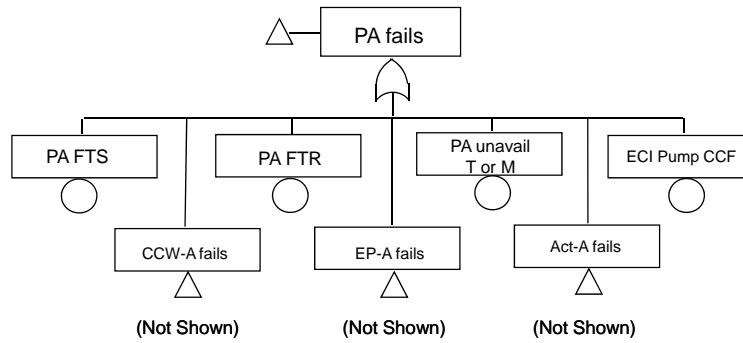 PA fails
PA FTS
PA FTR
PA unavail
T or M
ECI Pump CCF
CCW-A fails
EP-A fails
Act-A fails
(Not Shown)
(Not Shown)
(Not Shown)